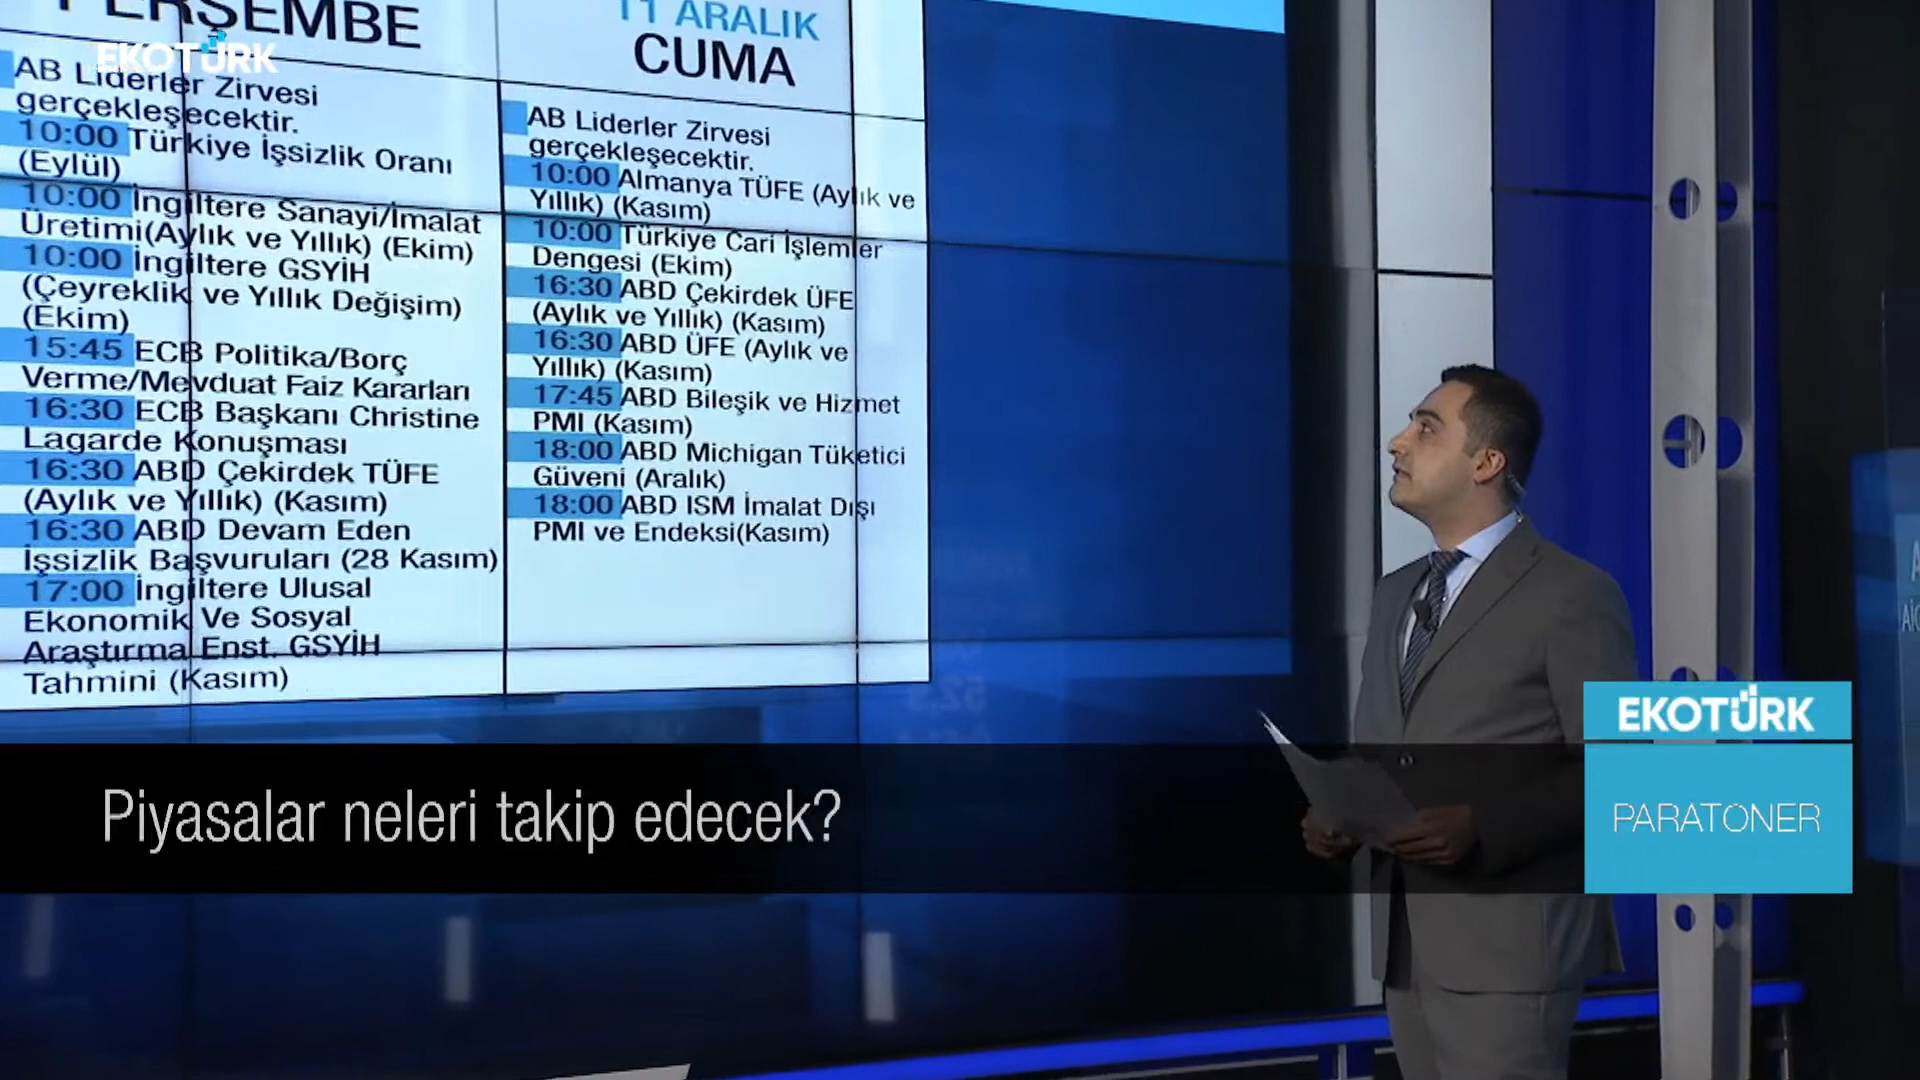 PERŞEMBE
EKOTÜRK
AB Liderler Zirvesi
gerçekleşecektir.
10:00 Türkiye İşsizlik Oranı
(Eylül)
10:00 İngiltere Sanayi/İmalat
Üretimi(Aylık ve Yıllık) (Ekim)
10:00 İngiltere GSYİH
(Çeyreklik ve Yıllık Değişim)
(Ekim)
15:45 ECB Politika/Borç
Verme/Mevduat Faiz Kararları
16:30 ECB Başkanı Christine
Lagarde Konuşması
16:30 ABD Çekirdek TÜFE
(Aylık ve Yıllık) (Kasım)
16:30 ABD Devam Eden
İşsizlik Başvuruları (28 Kasım)
17:00 İngiltere Ulusal
Ekonomik Ve Sosyal
Araştırma Enst. GSYİH
Tahmini (Kasım)
11 ARALIK
CUMA
AB Liderler Zirvesi
gerçekleşecektir.
10:00 Almanya TÜFE (Aylık ve
Yıllık) (Kasım)
10:00 Türkiye Cari İşlemler
Dengesi (Ekim)
16:30 ABD Çekirdek ÜFE
(Aylık ve Yıllık) (Kasım)
16:30 ABD ÜFE (Aylık ve
Yıllık) (Kasım)
17:45 ABD Bileşik ve Hizmet
PMI (Kasım)
18:00 ABD Michigan Tüketici
Güveni (Aralık)
18:00 ABD ISM İmalat Dışı
PMI ve Endeksi(Kasım)
EKOTÜRK
PARATONER
Piyasalar neleri takip edecek?